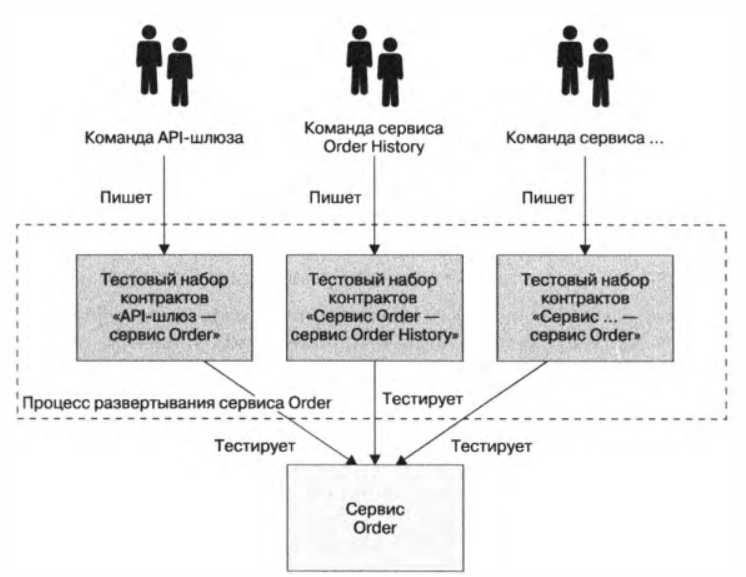 Команда API-шлюза
Команда сервиса
Order History
Команда сервиса ...
Пишет
Пишет
Пишет
Тестовый набор
контрактов
«API-шлюз —
сервис Order»
Тестовый набор
контрактов
«Сервис Order —
сервис Order History»
Тестовый набор
контрактов
«Сервис ... —
сервис Order»
Процесс развертывания сервиса Order
Тестирует
Тестирует
Тестирует
Сервис
Order